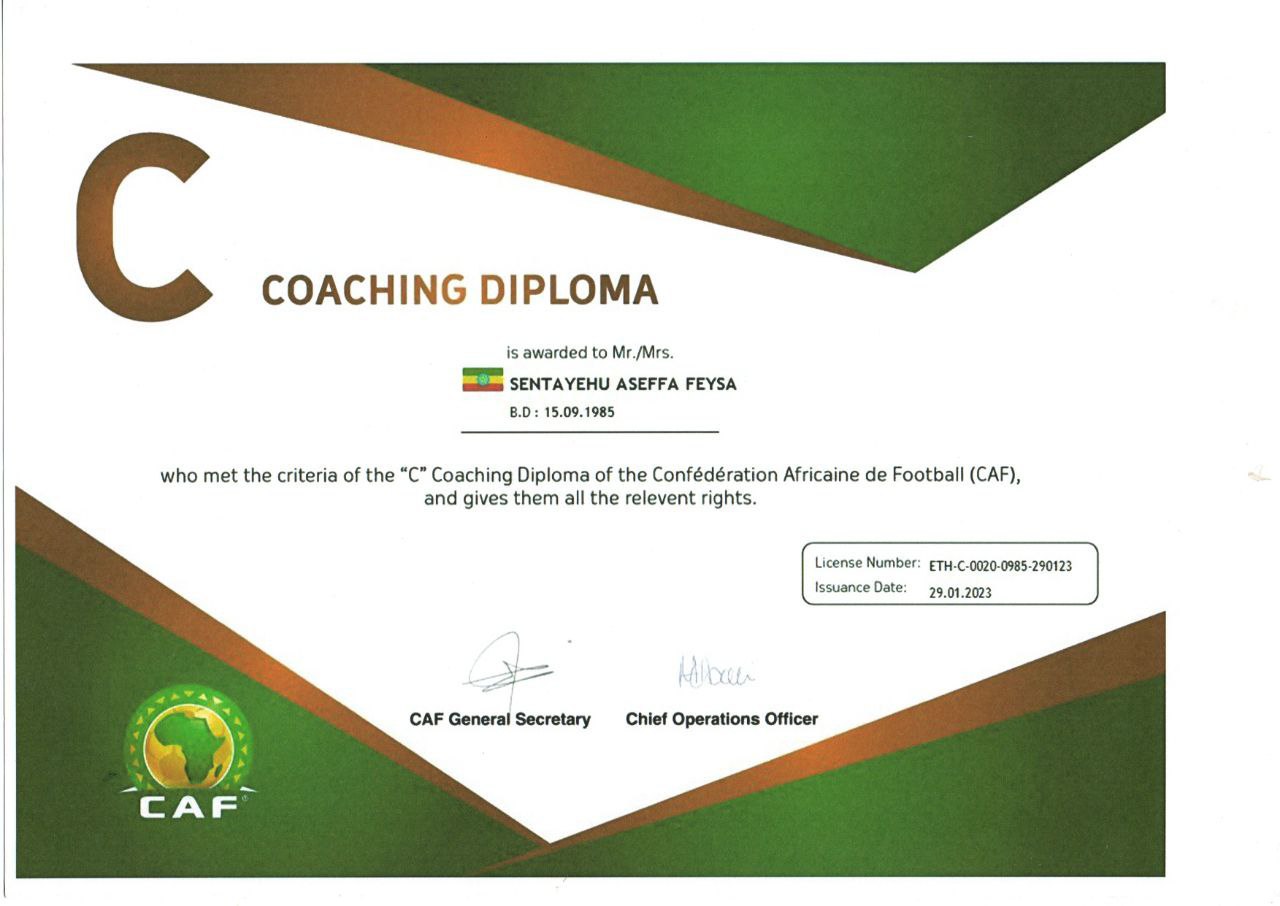 C
COACHING DIPLOMA
is awarded to Mr./Mrs.
SENTAYEHU ASEFFA FEYSA
B.D : 15.09.1985
who met the criteria of the “C” Coaching Diploma of the Confédération Africaine de Football (CAF),
and gives them all the relevent rights.
License Number: ETH-C-0020-0985-290123
Issuance Date: 29.01.2023
CAF General Secretary
Chief Operations Officer
CAF